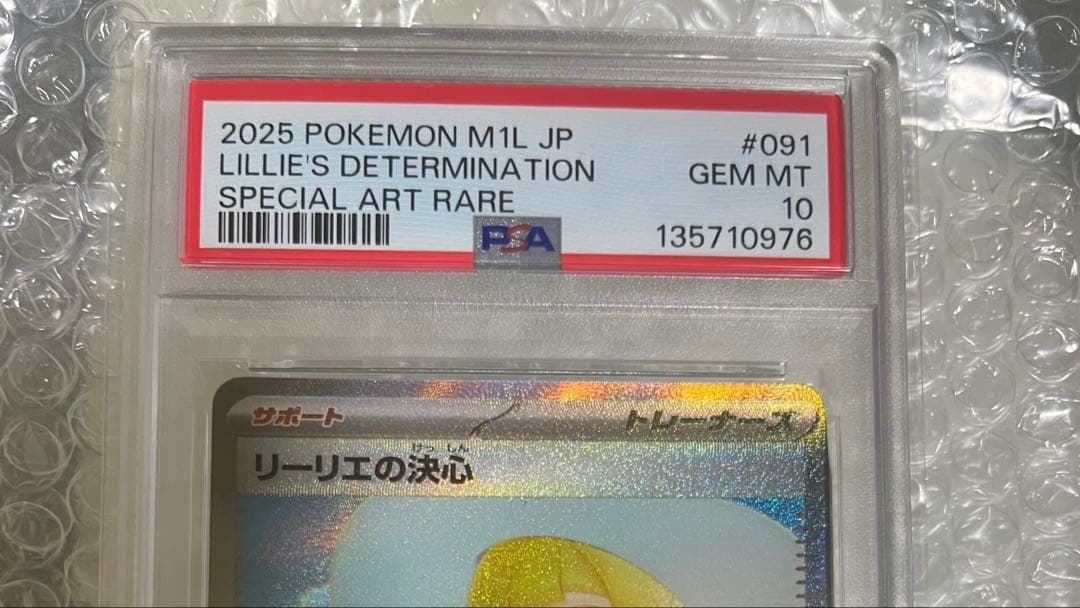 2025 POKEMON M1L JP
LILLIE'S DETERMINATION
SPECIAL ART RARE
#091
GEM MT
10
135710976
PSA
サポート
トレーナーズ
けっしん
リーリエの決心